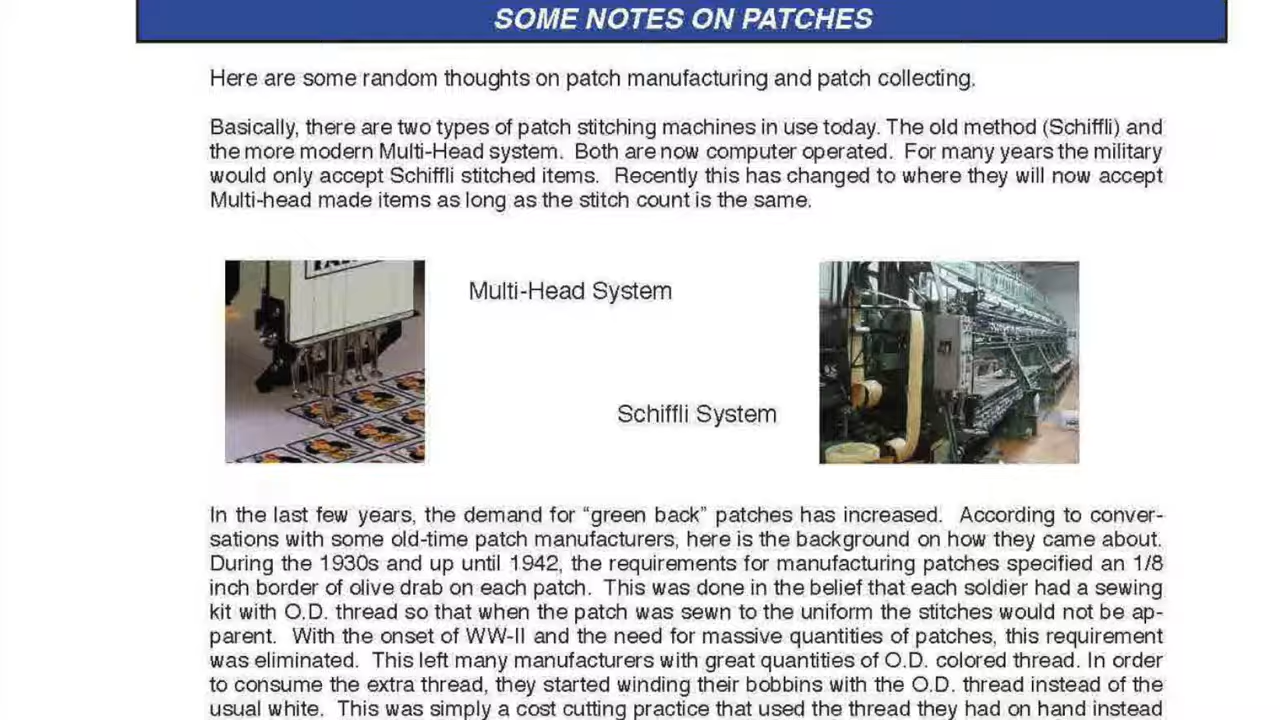 SOME NOTES ON PATCHES
Here are some random thoughts on patch manufacturing and patch collecting.
Basically, there are two types of patch stitching machines in use today. The old method (Schiffli) and
the more modern Multi-Head system. Both are now computer operated. For many years the military
would only accept Schiffli stitched items. Recently this has changed to where they will now accept
Multi-head made items as long as the stitch count is the same.
Multi-Head System
Schiffli System
In the last few years, the demand for “green back” patches has increased. According to conver-
sations with some old-time patch manufacturers, here is the background on how they came about.
During the 1930s and up until 1942, the requirements for manufacturing patches specified an 1/8
inch border of olive drab on each patch. This was done in the belief that each soldier had a sewing
kit with O.D. thread so that when the patch was sewn to the uniform the stitches would not be ap-
parent. With the onset of WW-II and the need for massive quantities of patches, this requirement
was eliminated. This left many manufacturers with great quantities of O.D. colored thread. In order
to consume the extra thread, they started winding their bobbins with the O.D. thread instead of the
usual white. This was simply a cost cutting practice that used the thread they had on hand instead